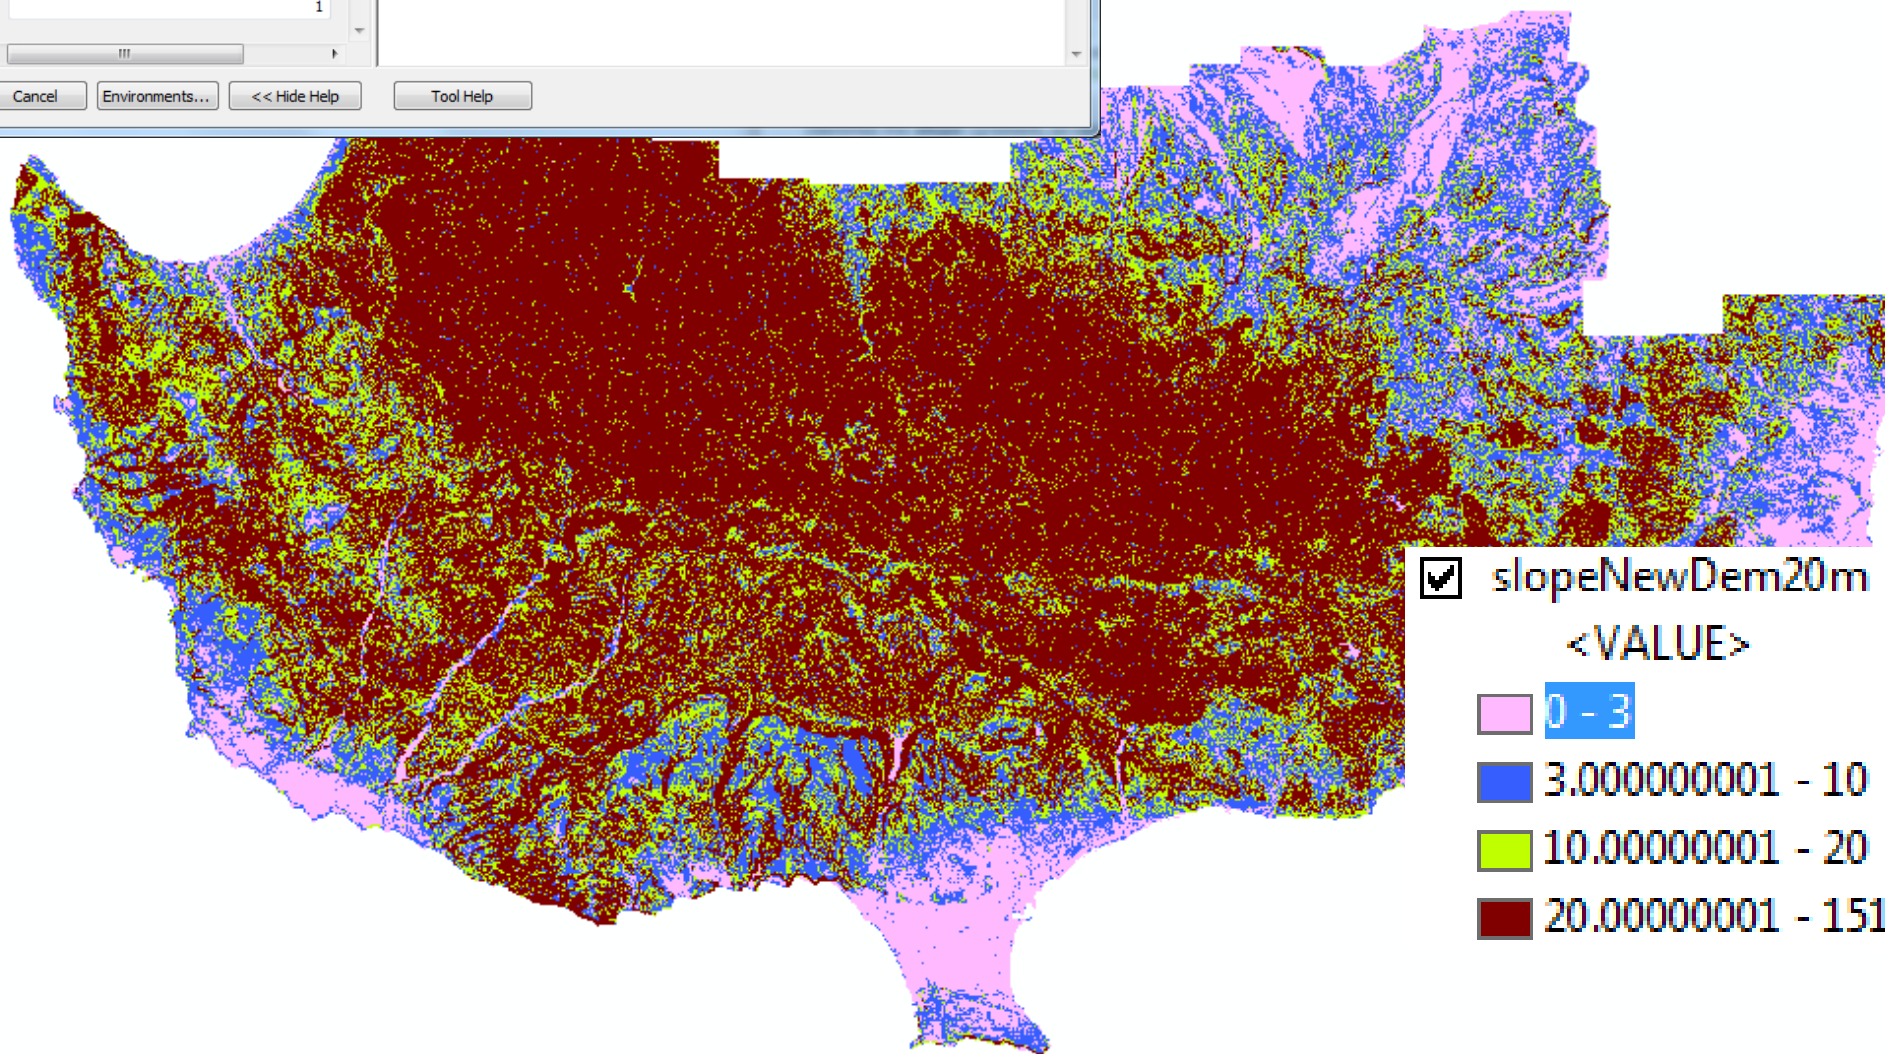 1
Cancel
Environments...
<< Hide Help
Tool Help
slopeNewDem20m
<VALUE>
0 - 3
3.000000001 - 10
10.00000001 - 20
20.00000001 - 151